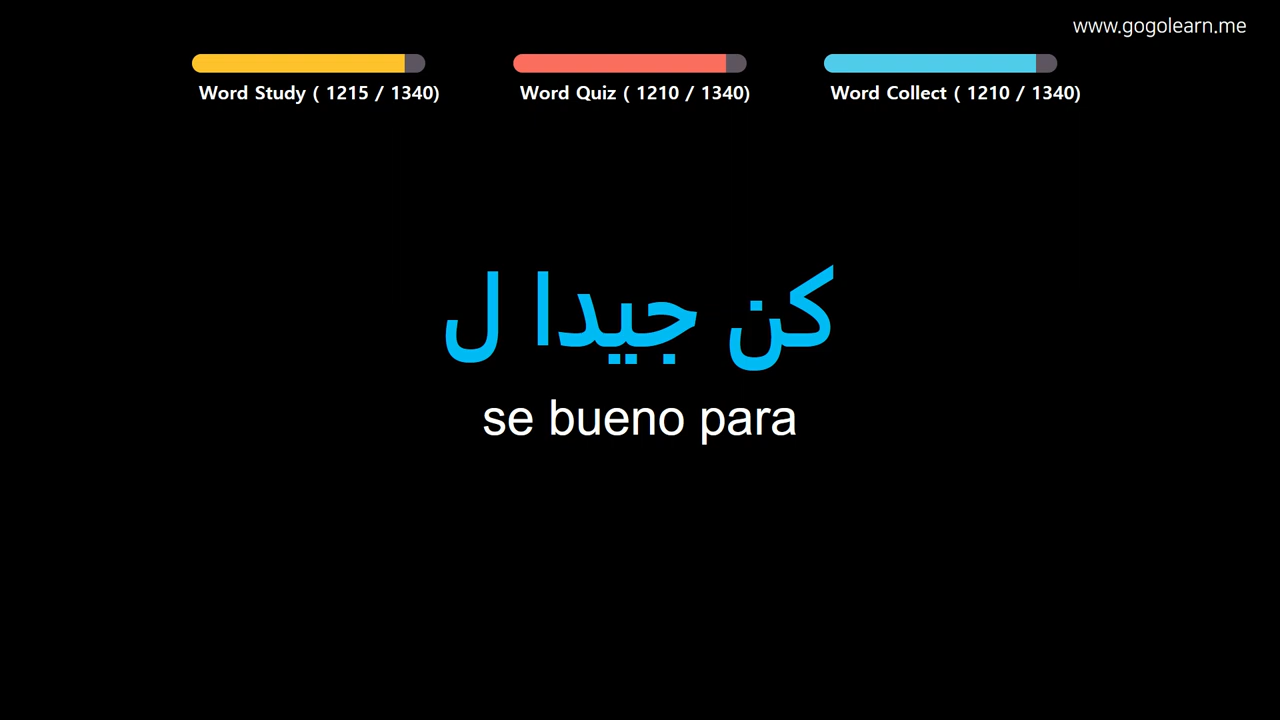 www.gogolearn.me
Word Study ( 1215 / 1340)
Word Quiz ( 1210 / 1340)
Word Collect ( 1210 / 1340)
كن جيدا ل
se bueno para